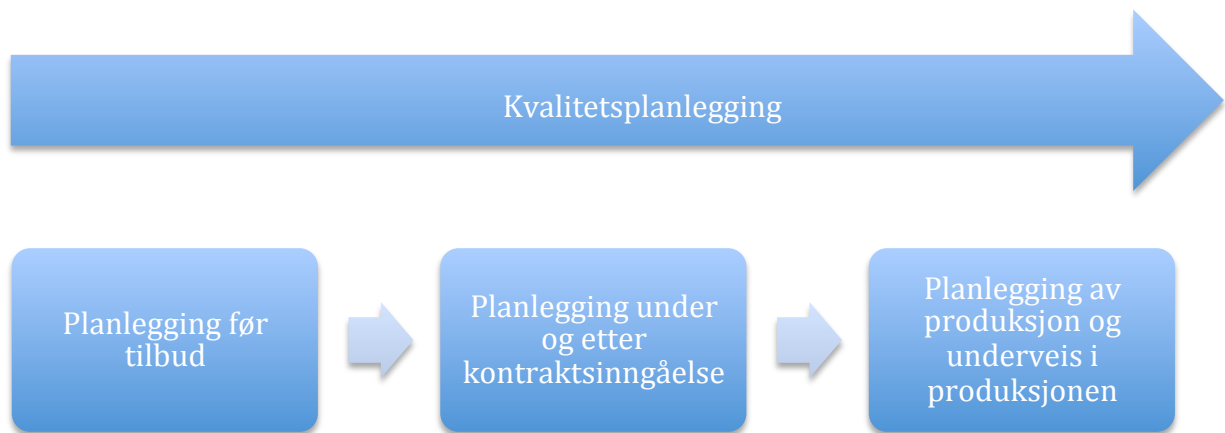 Kvalitetsplanlegging
Planlegging før
tilbud
Planlegging under
og etter
kontraktsinngåelse
Planlegging av
produksjon og
underveis i
produksjonen